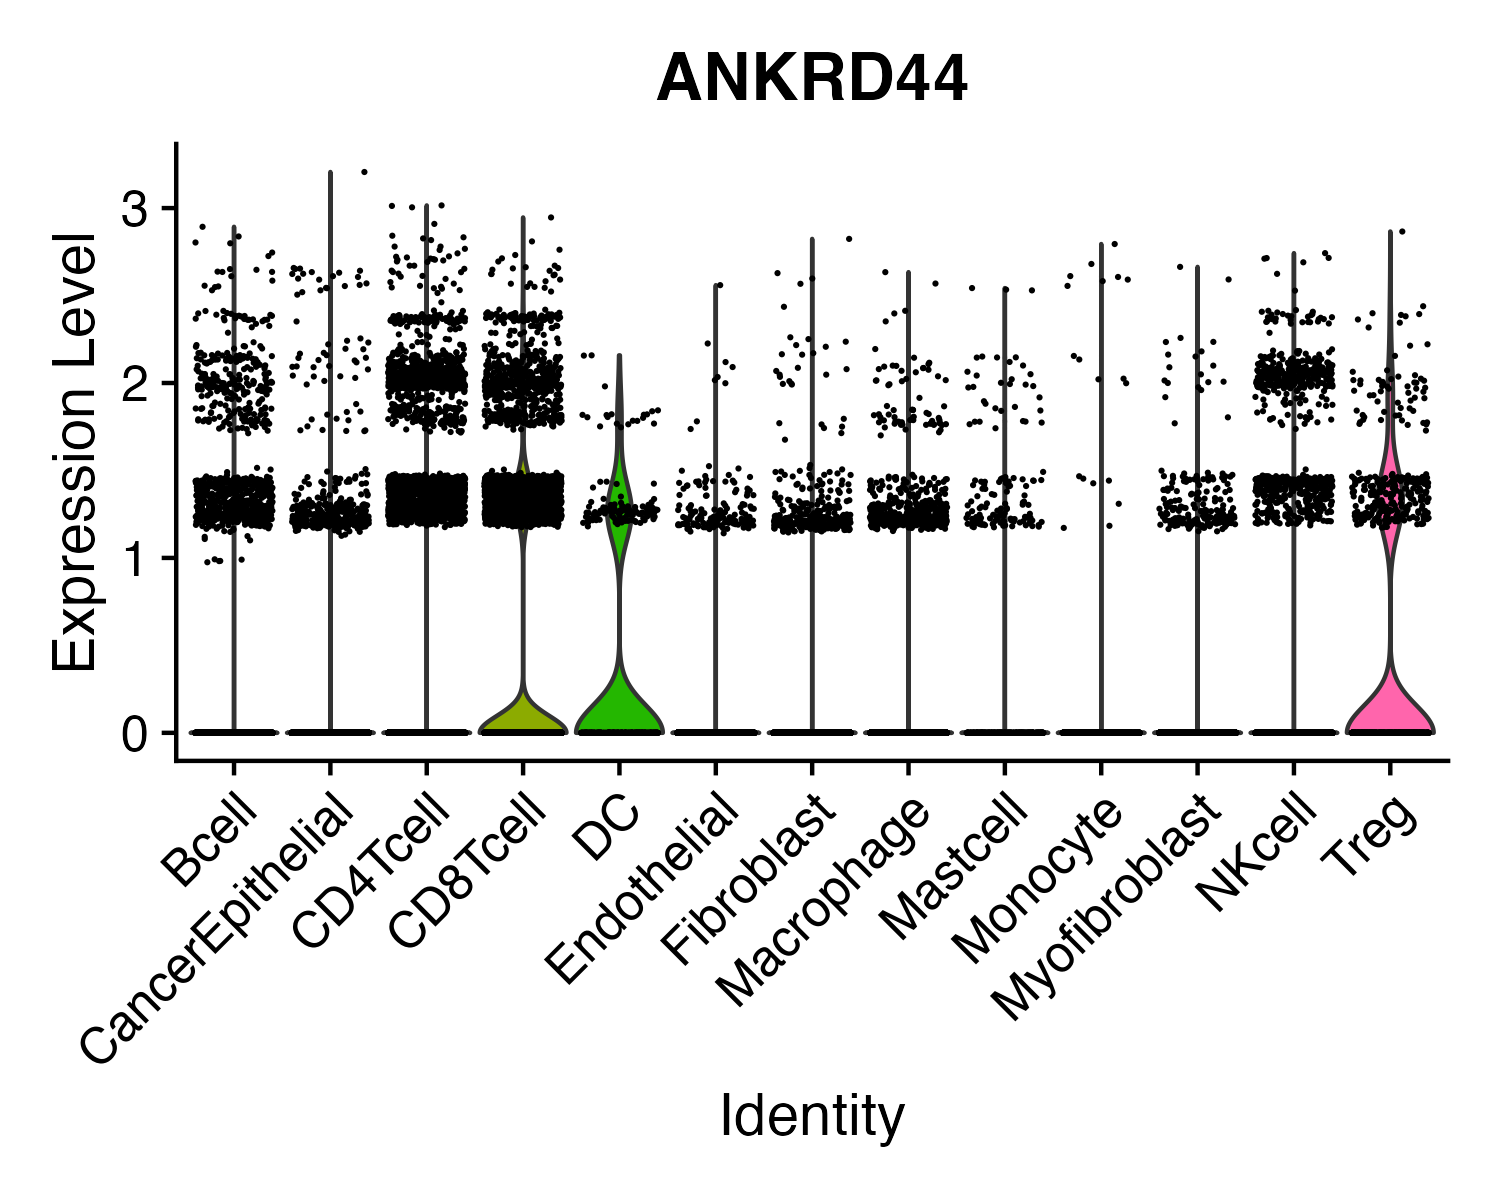 ANKRD44
Expression Level
3
2
1
0
Bcell
CancerEpithelial
CD4Tcell
CD8Tcell
DC
Endothelial
Fibroblast
Macrophage
Mastcell
Monocyte
Myofibroblast
NKcell
Treg
Identity